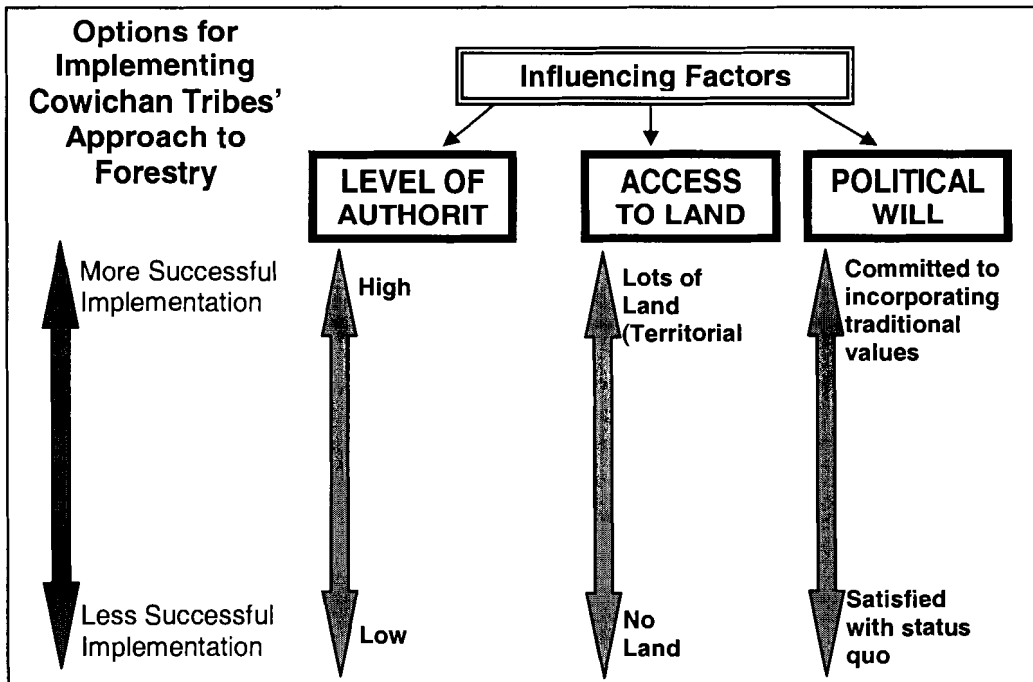 Options for
Implementing
Cowichan Tribes'
Approach to
Forestry
Influencing Factors
LEVEL OF
AUTHORIT
ACCESS
TO LAND
POLITICAL
WILL
More Successful
Implementation
High
Lots of
Land
(Territorial
Committed to
incorporating
traditional
values
Less Successful
Implementation
Low
No
Land
Satisfied
with status
quo